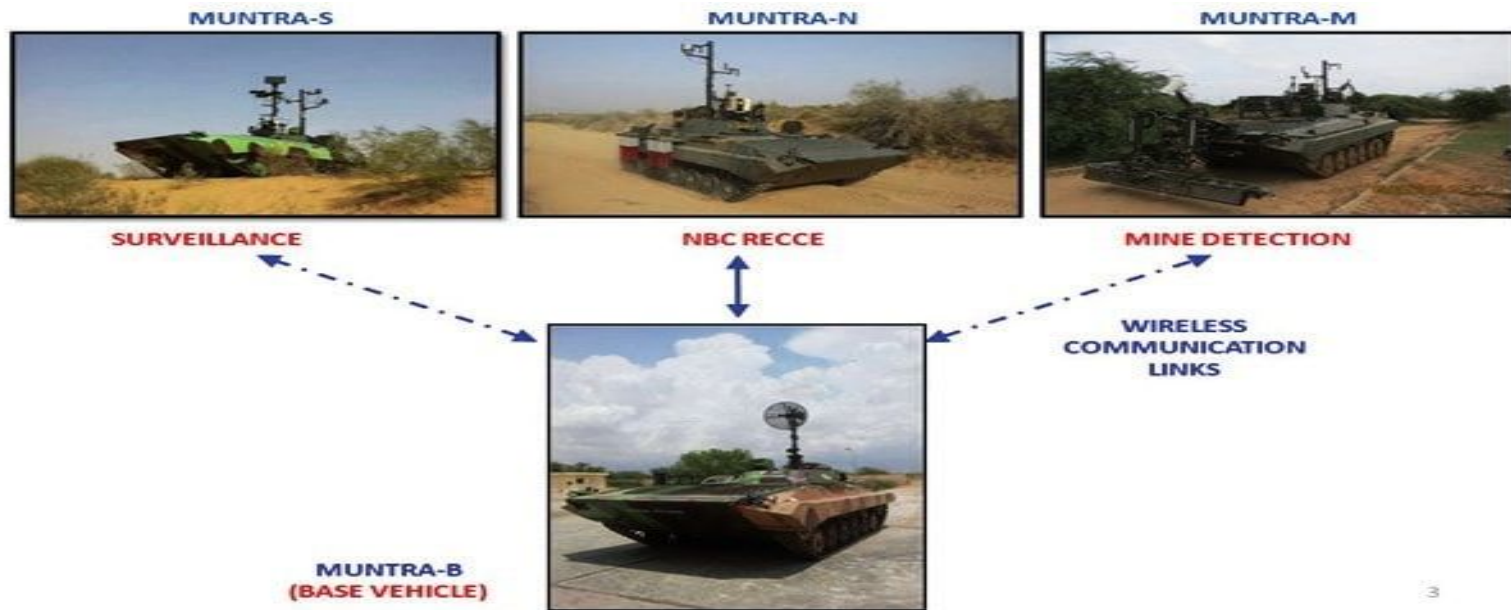 MUNTRA-S
MUNTRA-N
MUNTRA-M
SURVEILLANCE
NBC RECCE
MINE DETECTION
WIRELESS
COMMUNICATION
LINKS
MUNTRA-B
(BASE VEHICLE)
3